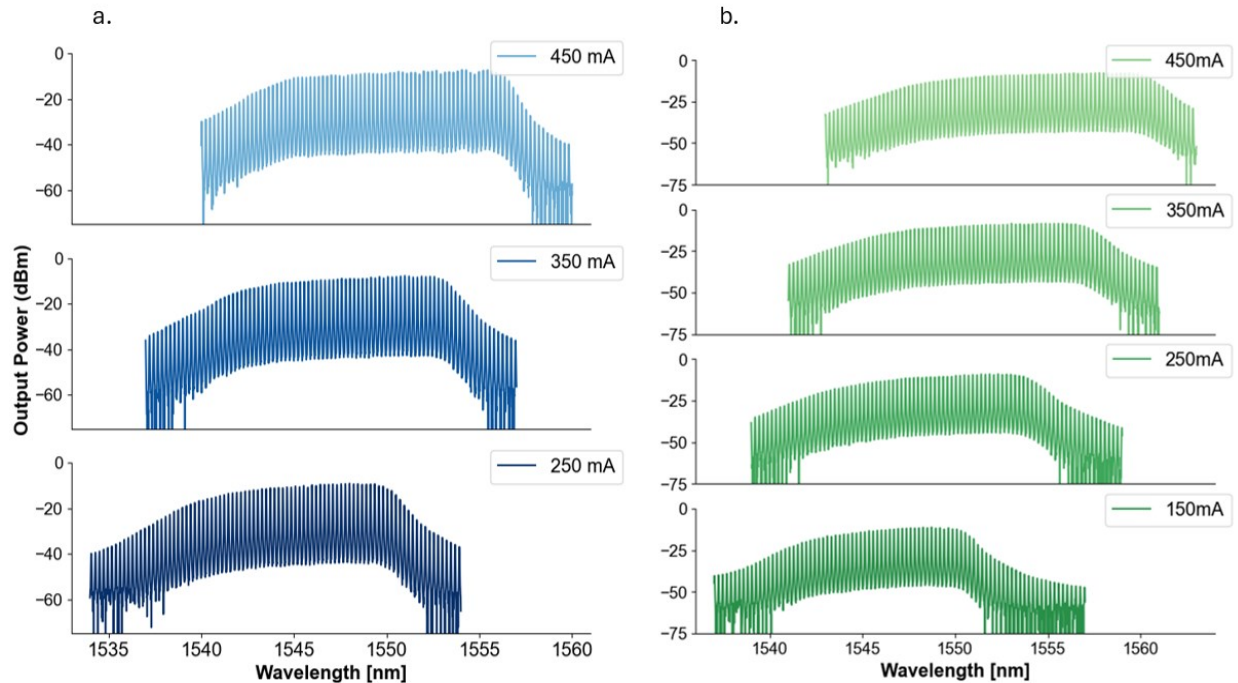 a.
b.
0
−20
−40
−60
450 mA
0
−20
−40
−60
350 mA
0
−20
−40
−60
250 mA
Output Power (dBm)
1535 1540 1545 1550 1555 1560
Wavelength [nm]
0
−25
−50
−75
450mA
0
−25
−50
−75
350mA
0
−25
−50
−75
250mA
0
−25
−50
−75
150mA
1540 1545 1550 1555 1560
Wavelength [nm]